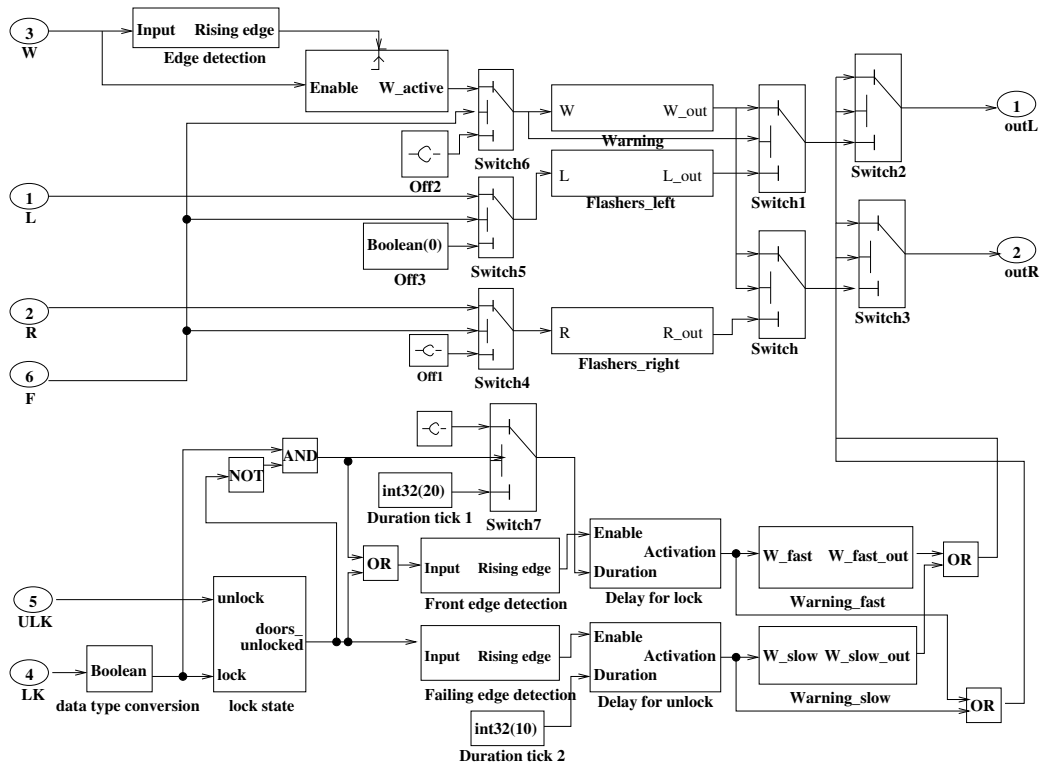 3
W
Input Rising edge
Edge detection
Enable W_active
Switch6
Off2
W W_out
Warning
Switch1
Switch2
1
outL
1
L
Boolean(0)
Off3
Switch5
L L_out
Flashers_left
2
outR
Switch3
2
R
Off1
Switch4
R R_out
Flashers_right
Switch
6
F
AND
NOT
int32(20)
Duration tick 1
Switch7
OR
Input Rising edge
Front edge detection
Enable
Activation
Duration
Delay for lock
W_fast W_fast_out
Warning_fast
OR
5
ULK
unlock
doors_
unlocked
lock
lock state
4
LK
Boolean
data type conversion
Input Rising edge
Failing edge detection
Enable
Activation
Duration
Delay for unlock
W_slow W_slow_out
Warning_slow
OR
int32(10)
Duration tick 2